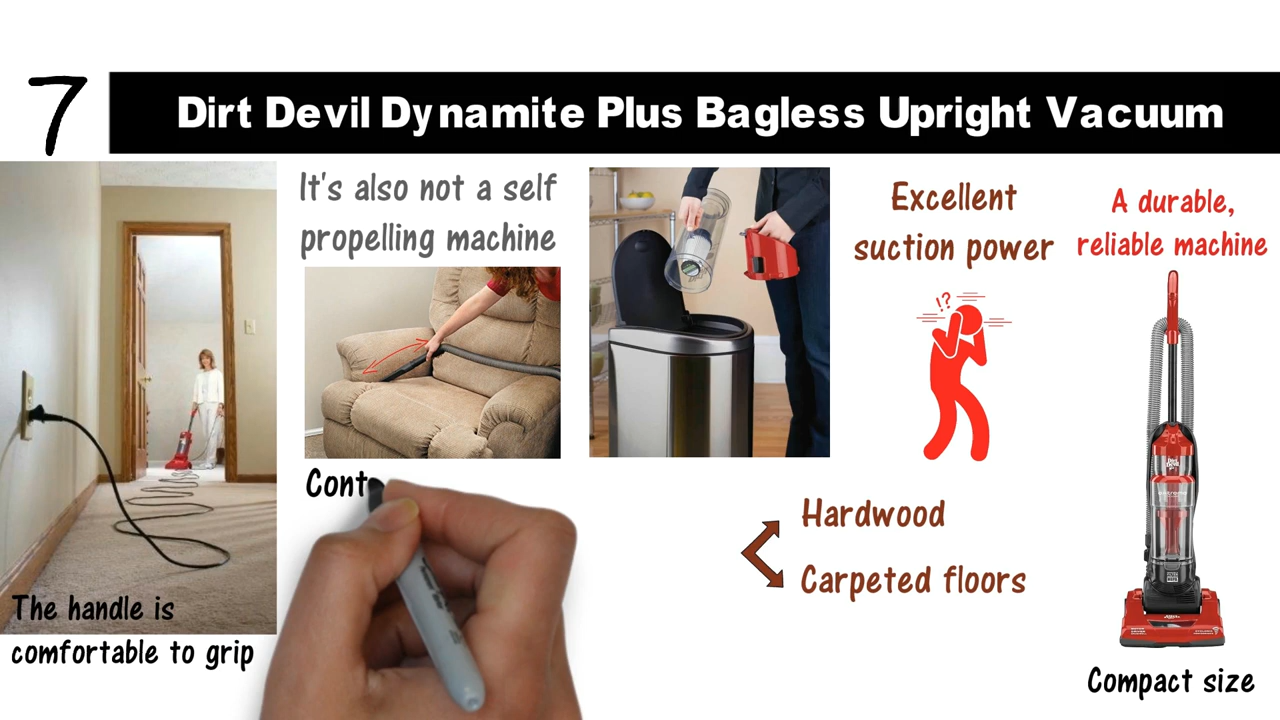 7
Dirt Devil Dynamite Plus Bagless Upright Vacuum
It's also not a self
propelling machine
Excellent
suction power
A durable,
reliable machine
!?
Cont
Hardwood
Carpeted floors
The handle is
comfortable to grip
Compact size